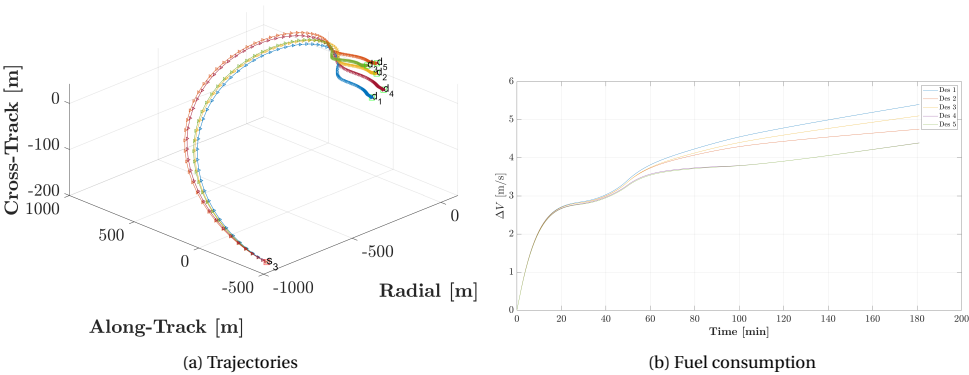 Cross-Track [m]
0
-100
-200
1000
500
0
-500
-1000
-500
0
Along-Track [m]
Radial [m]
s3
d5
d2
d4
d1
(a) Trajectories
6
5
4
3
2
1
0
ΔV [m/s]
0 20 40 60 80 100 120 140 160 180 200
Time [min]
Des 1
Des 2
Des 3
Des 4
Des 5
(b) Fuel consumption